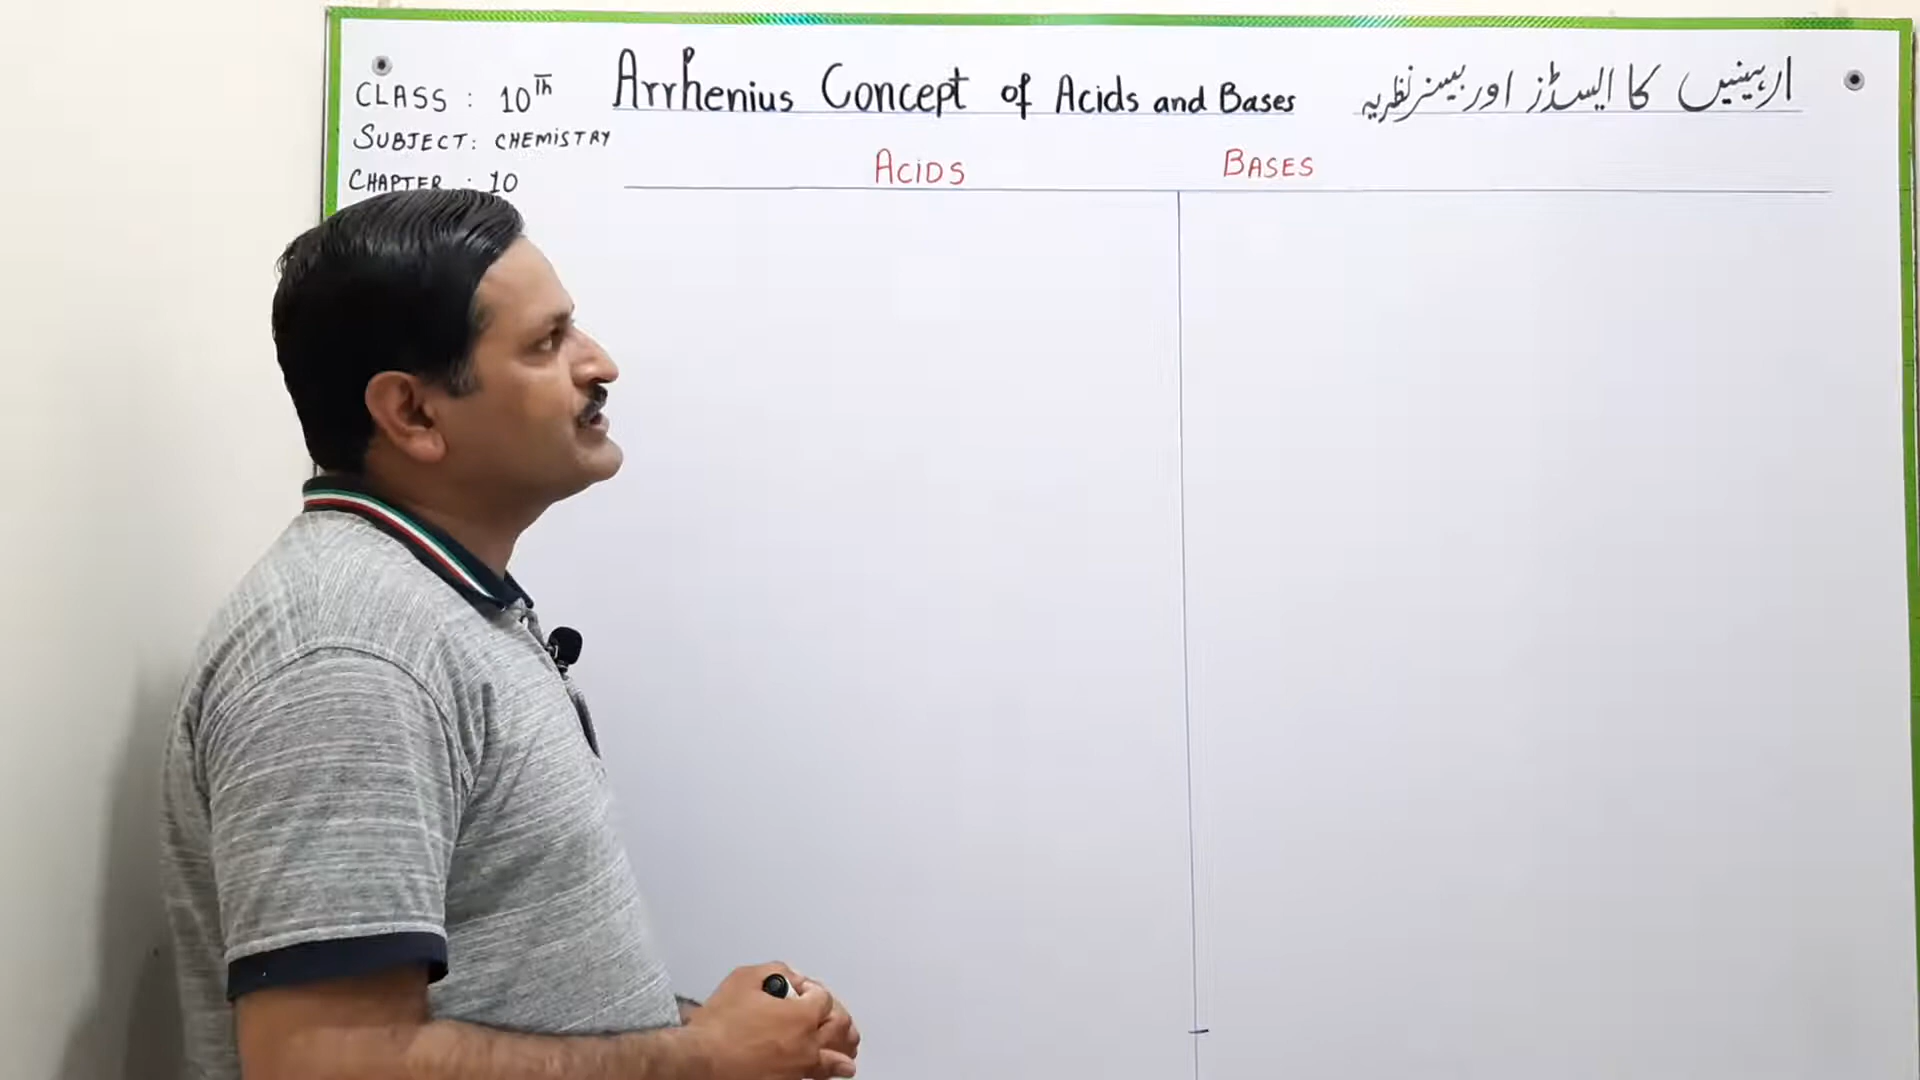 CLASS : 10Th
Arrhenius Concept of Acids and Bases
ارہینیس کا ایسڈز اور بیسز نظریہ
SUBJECT: CHEMISTRY
CHAPTER : 10
ACIDS
BASES